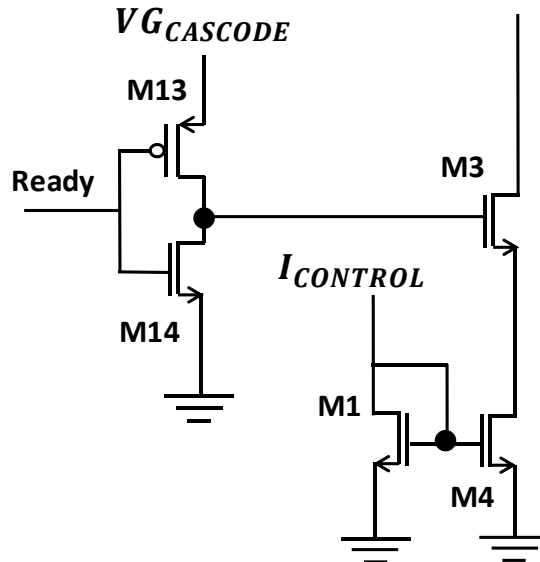 VG_CASCODE
M13
M3
Ready
I_CONTROL
M14
M1
M4